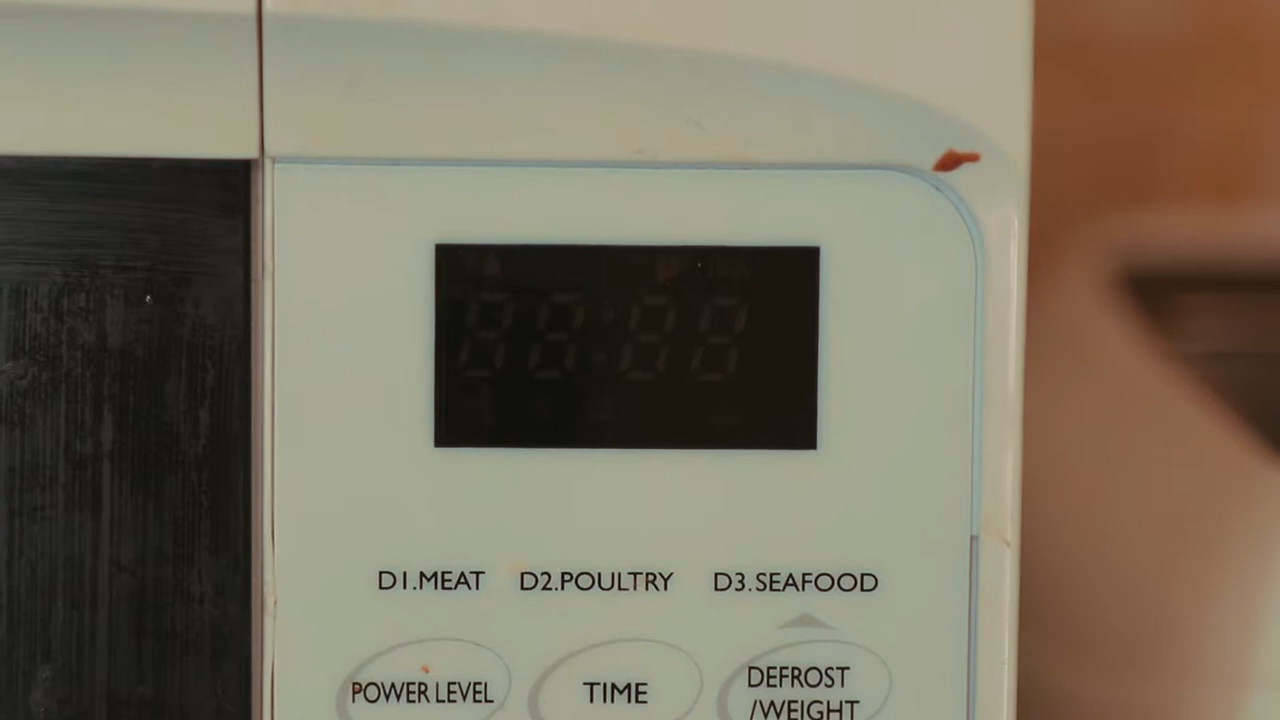 D1.MEAT D2.POULTRY D3.SEAFOOD
POWER LEVEL TIME DEFROST
/WEIGHT